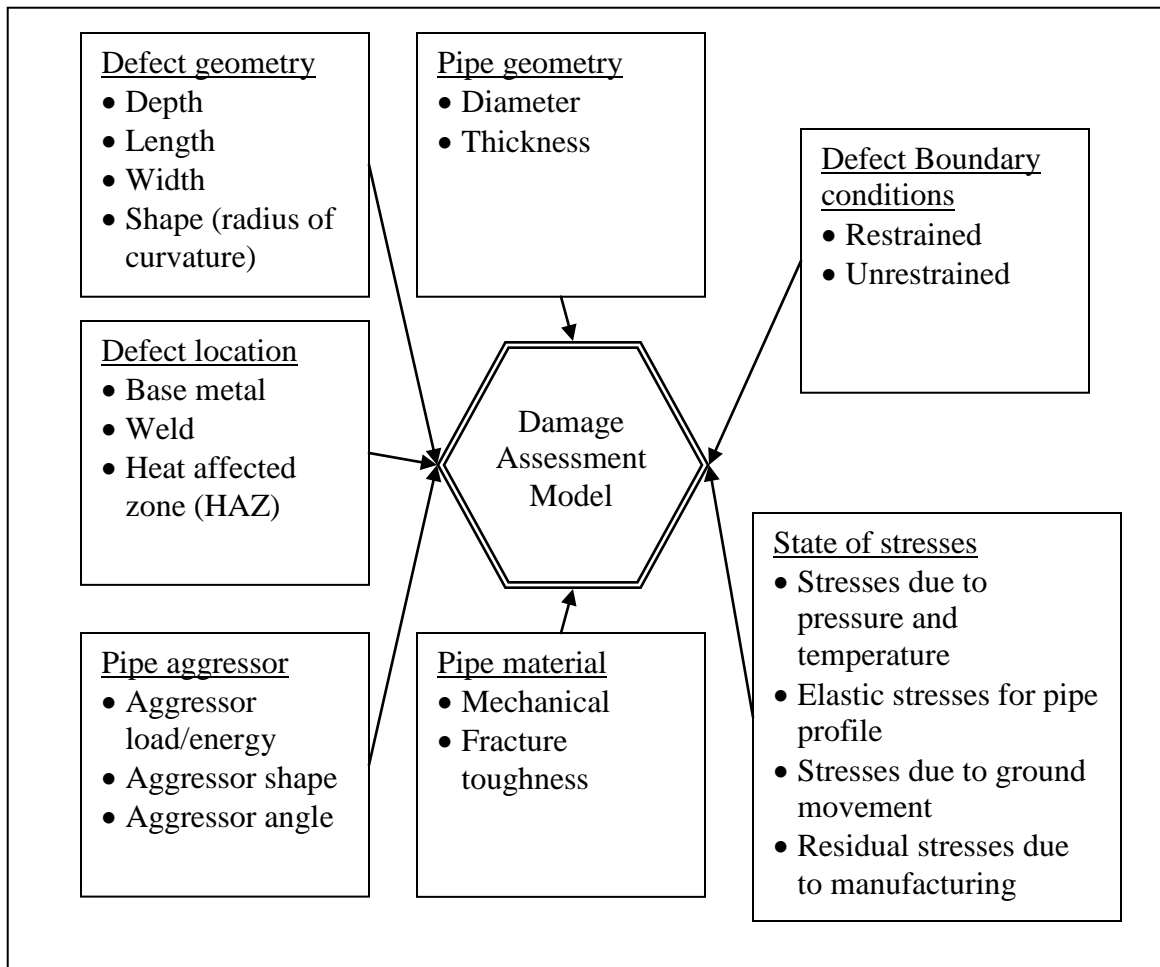 Defect geometry
• Depth
• Length
• Width
• Shape (radius of
curvature)
Pipe geometry
• Diameter
• Thickness
Defect Boundary
conditions
• Restrained
• Unrestrained
Defect location
• Base metal
• Weld
• Heat affected
zone (HAZ)
Damage
Assessment
Model
Pipe aggressor
• Aggressor
load/energy
• Aggressor shape
• Aggressor angle
Pipe material
• Mechanical
• Fracture
toughness
State of stresses
• Stresses due to
pressure and
temperature
• Elastic stresses for pipe
profile
• Stresses due to ground
movement
• Residual stresses due
to manufacturing